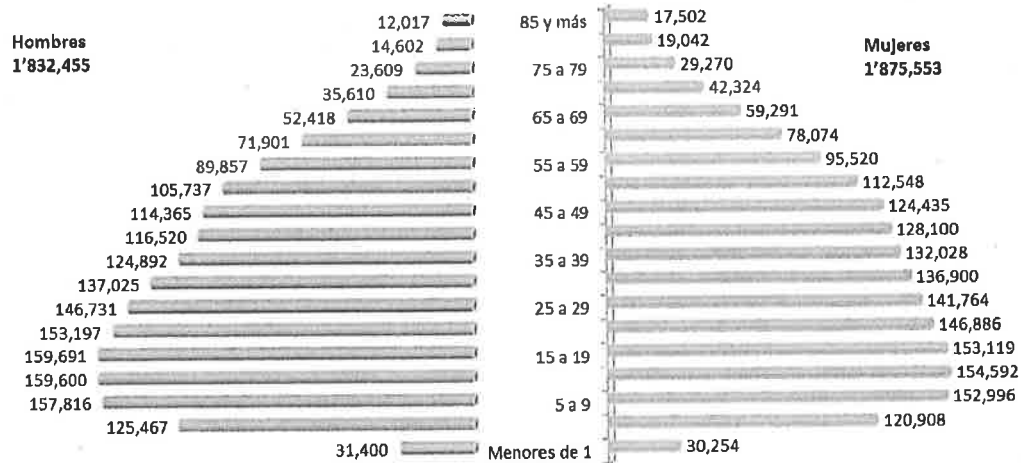 12,017 85 y más 17,502
Hombres
1'832,455
Mujeres
1'875,553
14,602 19,042
23,609 75 a 79 29,270
35,610 42,324
52,418 65 a 69 59,291
71,901 78,074
89,857 55 a 59 95,520
105,737 112,548
114,365 45 a 49 124,435
116,520 128,100
124,892 35 a 39 132,028
137,025 136,900
146,731 25 a 29 141,764
153,197 146,886
159,691 15 a 19 153,119
159,600 154,592
157,816 5 a 9 152,996
125,467 120,908
31,400 Menores de 1 30,254